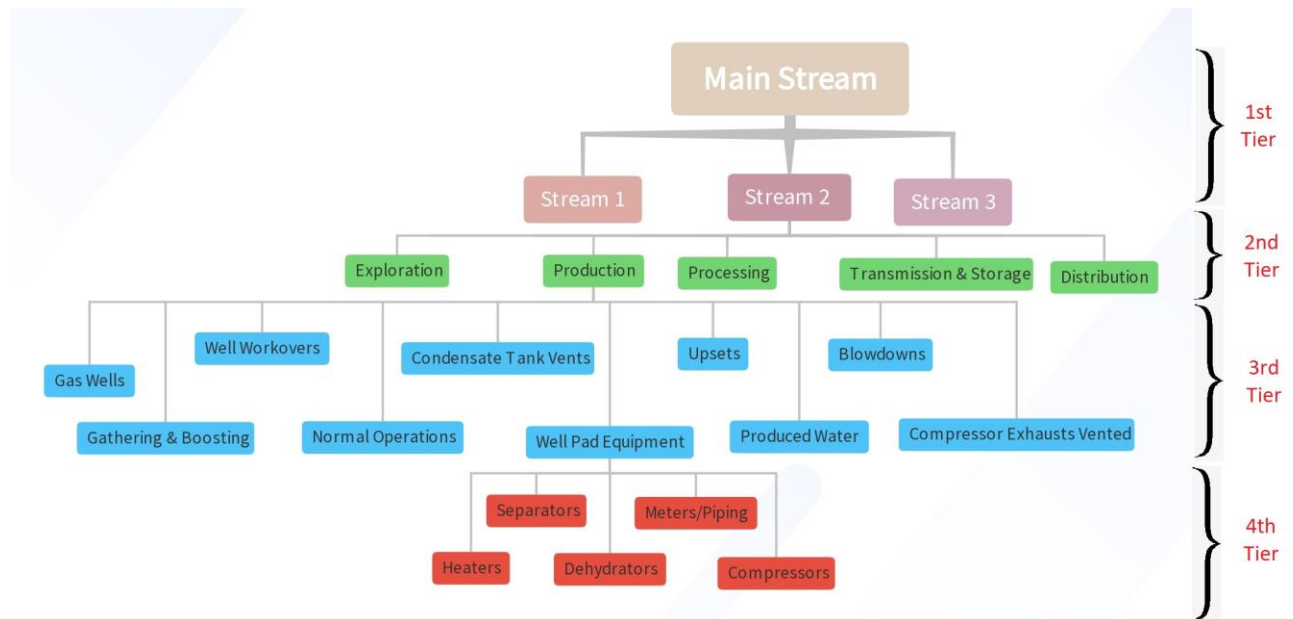 Main Stream
1st
Tier
Stream 1
Stream 2
Stream 3
2nd
Tier
Exploration
Production
Processing
Transmission & Storage
Distribution
3rd
Tier
Well Workovers
Condensate Tank Vents
Upsets
Blowdowns
Gas Wells
Gathering & Boosting
Normal Operations
Well Pad Equipment
Produced Water
Compressor Exhausts Vented
4th
Tier
Separators
Meters/Piping
Heaters
Dehydrators
Compressors